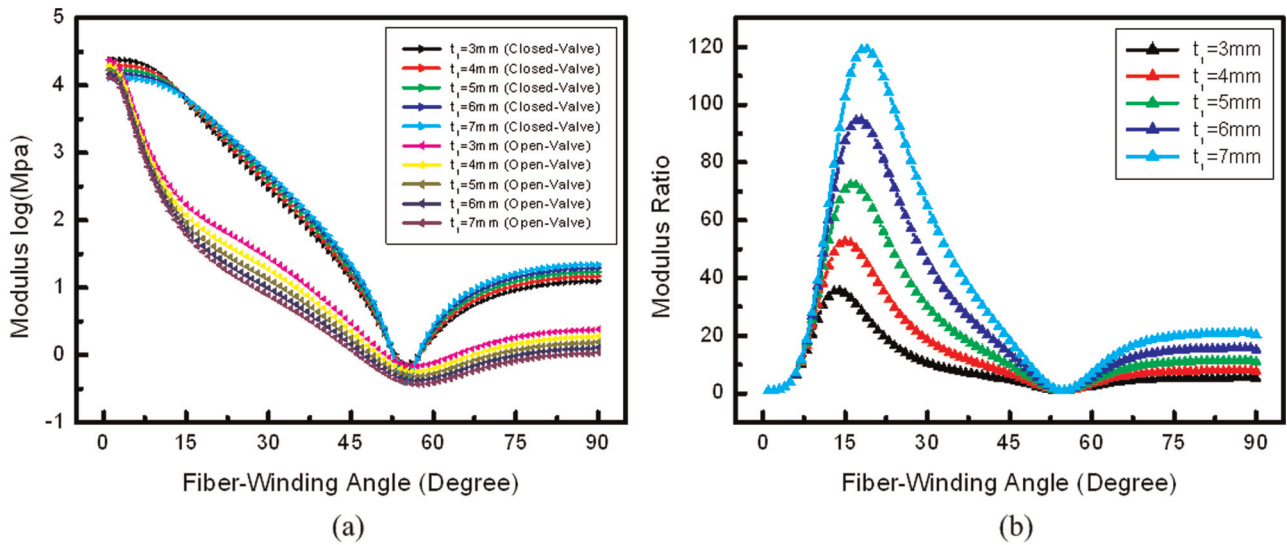 5
4
3
2
1
0
-1
0
15
30
45
60
75
90
Modulus log(Mpa)
Fiber-Winding Angle (Degree)
t₁=3mm (Closed-Valve)
t₁=4mm (Closed-Valve)
t₁=5mm (Closed-Valve)
t₁=6mm (Closed-Valve)
t₁=7mm (Closed-Valve)
t₁=3mm (Open-Valve)
t₁=4mm (Open-Valve)
t₁=5mm (Open-Valve)
t₁=6mm (Open-Valve)
t₁=7mm (Open-Valve)
(a)
120
100
80
60
40
20
0
0
15
30
45
60
75
90
Modulus Ratio
Fiber-Winding Angle (Degree)
t₁=3mm
t₁=4mm
t₁=5mm
t₁=6mm
t₁=7mm
(b)